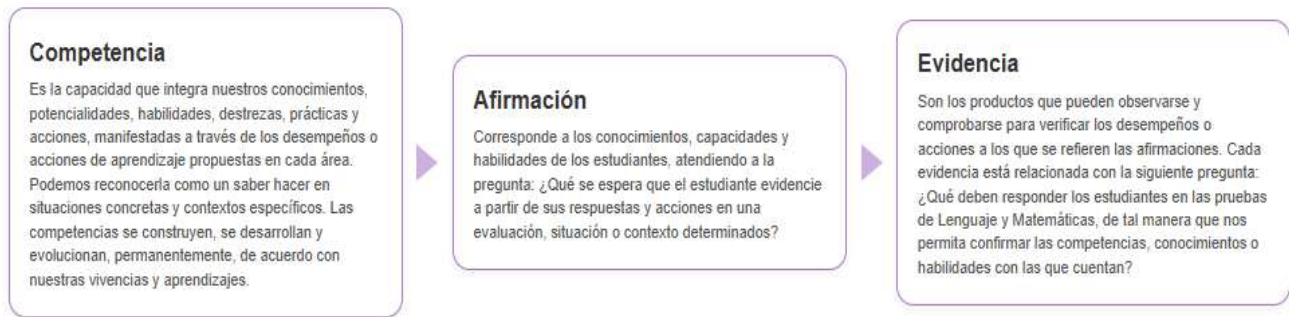 Competencia
Es la capacidad que integra nuestros conocimientos,
potencialidades, habilidades, destrezas, prácticas y
acciones, manifestadas a través de los desempeños o
acciones de aprendizaje propuestas en cada área.
Podemos reconocerla como un saber hacer en
situaciones concretas y contextos específicos. Las
competencias se construyen, se desarrollan y
evolucionan, permanentemente, de acuerdo con
nuestras vivencias y aprendizajes.
Afirmación
Corresponde a los conocimientos, capacidades y
habilidades de los estudiantes, atendiendo a la
pregunta: ¿Qué se espera que el estudiante evidencie
a partir de sus respuestas y acciones en una
evaluación, situación o contexto determinados?
Evidencia
Son los productos que pueden observarse y
comprobarse para verificar los desempeños o
acciones a los que se refieren las afirmaciones. Cada
evidencia está relacionada con la siguiente pregunta:
¿Qué deben responder los estudiantes en las pruebas
de Lenguaje y Matemáticas, de tal manera que nos
permita confirmar las competencias, conocimientos o
habilidades con las que cuentan?